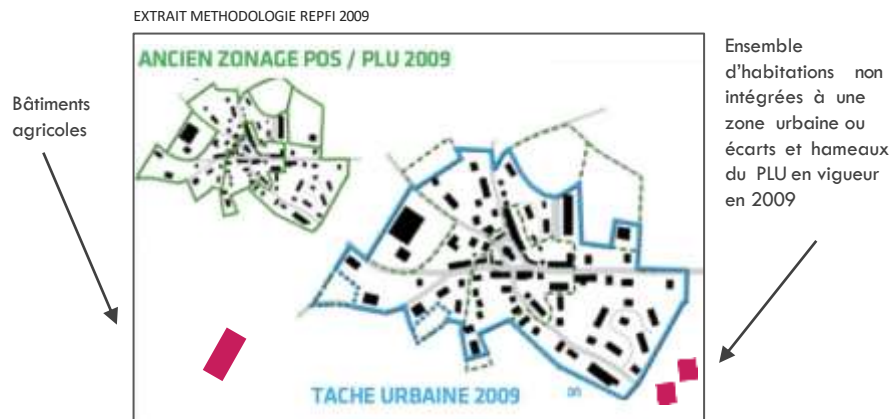 EXTRAIT METHODOLOGIE REPFI 2009
ANCIEN ZONAGE POS / PLU 2009
Bâtiments
agricoles
Ensemble
d'habitations non
intégrées à une
zone urbaine ou
écarts et hameaux
du PLU en vigueur
en 2009
TACHE URBAINE 2009